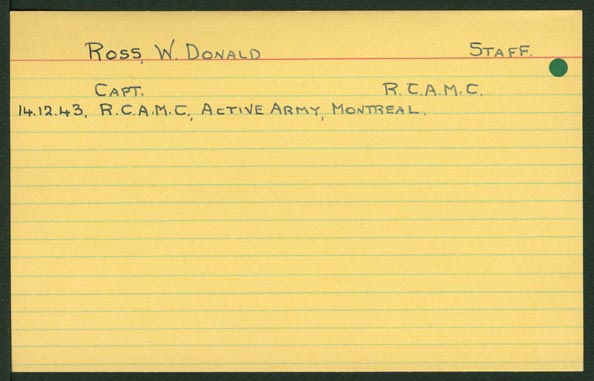 Ross, W. Donald Staff.
Capt. R.C.A.M.C.
14.12.43. R.C.A.M.C., Active Army, Montreal.